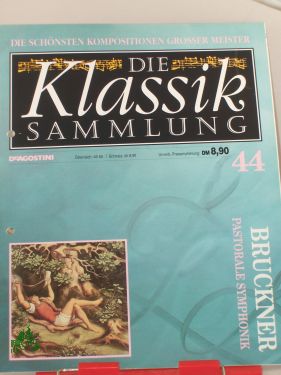 DIE SCHÖNSTEN KOMPOSITIONEN GROSSER MEISTER
DIE
Klassik
SAMMLUNG
DEAGOSTINI
DM 8,90
44
BRUCKNER
PASTORALE SYMPHONIK